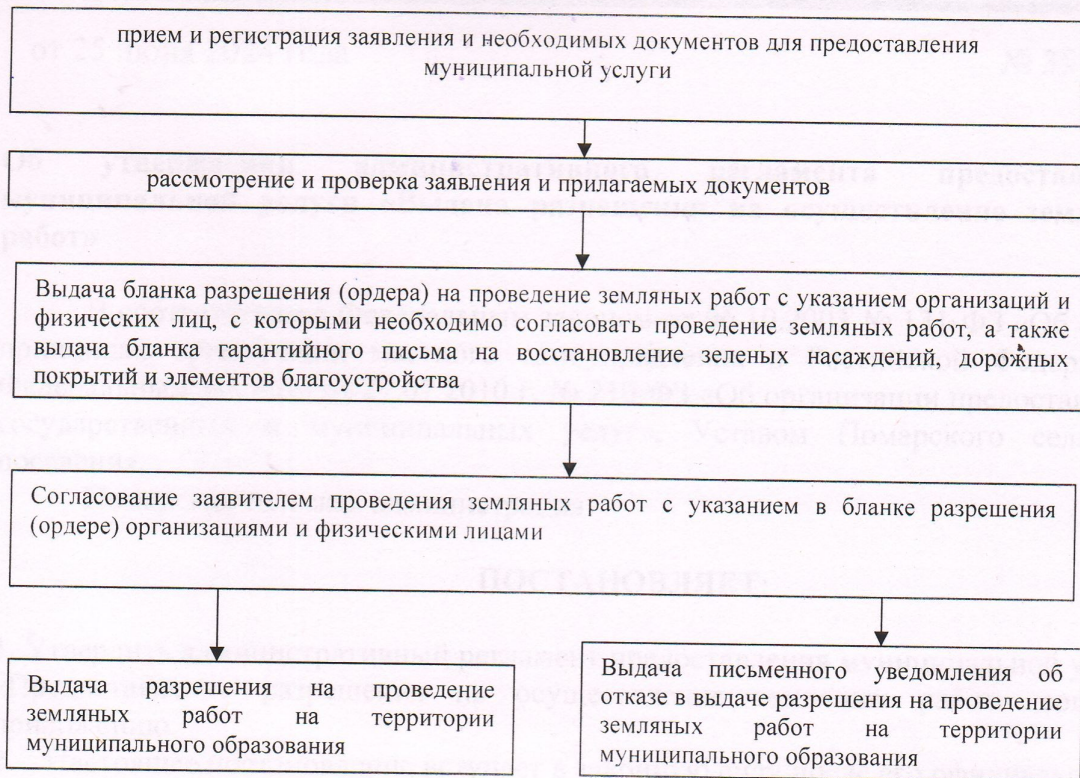 прием и регистрация заявления и необходимых документов для предоставления
муниципальной услуги
рассмотрение и проверка заявления и прилагаемых документов
Выдача бланка разрешения (ордера) на проведение земляных работ с указанием организаций и
физических лиц, с которыми необходимо согласовать проведение земляных работ, а также
выдача бланка гарантийного письма на восстановление зеленых насаждений, дорожных
покрытий и элементов благоустройства
Согласование заявителем проведения земляных работ с указанием в бланке разрешения
(ордере) организациями и физическими лицами
Выдача разрешения на проведение
земляных работ на территории
муниципального образования
Выдача письменного уведомления об
отказе в выдаче разрешения на проведение
земляных работ на территории
муниципального образования